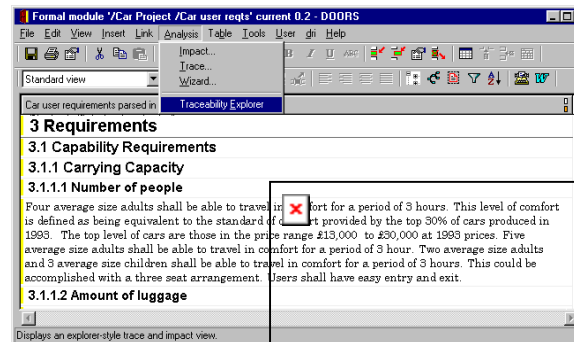 Formal module '/Car Project /Car user reqts' current 0.2 - DOORS
File Edit View Insert Link Analysis Table Tools User dri Help
Impact...
Trace...
Wizard...
Traceability Explorer
B I U ABC
Standard view
Car user requirements parsed in
3 Requirements
3.1 Capability Requirements
3.1.1 Carrying Capacity
3.1.1.1 Number of people
Four average size adults shall be able to travel in fort for a period of 3 hours. This level of comfort
is defined as being equivalent to the standard of rt provided by the top 30% of cars produced in
1993. The top level of cars are those in the price range £13,000 to £30,000 at 1993 prices. Five
average size adults shall be able to travel in comfort for a period of 3 hour. Two average size adults
and 3 average size children shall be able to travel in comfort for a period of 3 hours. This could be
accomplished with a three seat arrangement. Users shall have easy entry and exit.
3.1.1.2 Amount of luggage
Displays an explorer-style trace and impact view.